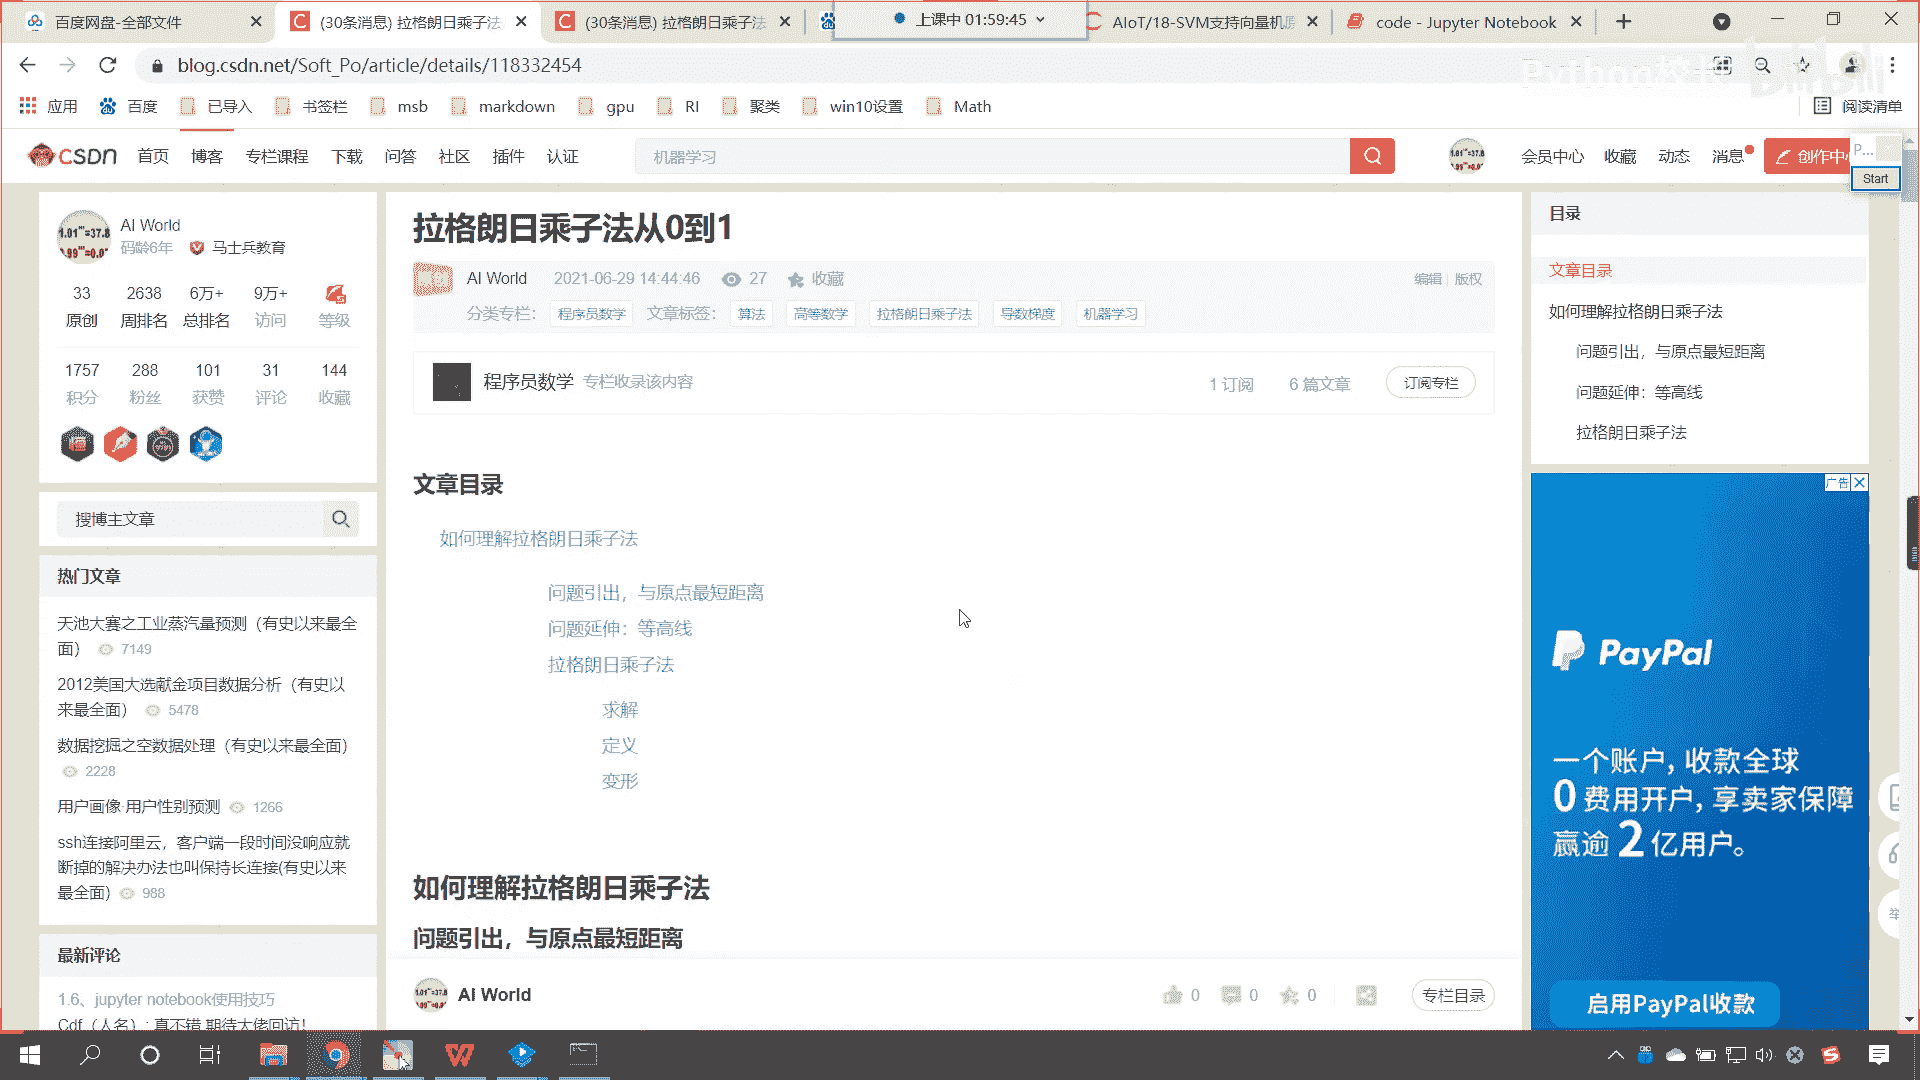 百度网盘-全部文件
(30条消息) 拉格朗日乘子法
(30条消息) 拉格朗日乘子法
上课中 01:59:45
AIoT/18-SVM支持向量机原
code - Jupyter Notebook
blog.csdn.net/Soft_Po/article/details/118332454
应用
百度
已导入
书签栏
msb
markdown
gpu
RI
聚类
win10设置
Math
阅读清单
CSDN
首页
博客
专栏课程
下载
问答
社区
插件
认证
机器学习
会员中心
收藏
动态
消息
创作中心
P...
Start
AI World
码龄6年
马士兵教育
33 2638 6万+ 9万+
原创 周排名 总排名 访问 等级
1757 288 101 31 144
积分 粉丝 获赞 评论 收藏
搜博主文章
热门文章
天池大赛之工业蒸汽量预测（有史以来最全
面） 7149
2012美国大选献金项目数据分析（有史以
来最全面） 5478
数据挖掘之空数据处理（有史以来最全面）
2228
用户画像·用户性别预测 1266
ssh连接阿里云，客户端一段时间没响应就
断掉的解决办法也叫保持长连接(有史以来
最全面) 988
最新评论
1.6、jupyter notebook使用技巧
Cdf（人名）: 真不错,期待大佬回访!
拉格朗日乘子法从0到1
AI World 2021-06-29 14:44:46 27 收藏
编辑 版权
分类专栏： 程序员数学 文章标签： 算法 高等数学 拉格朗日乘子法 导数梯度 机器学习
程序员数学 专栏收录该内容
1 订阅 6 篇文章 订阅专栏
文章目录
如何理解拉格朗日乘子法
问题引出，与原点最短距离
问题延伸：等高线
拉格朗日乘子法
求解
定义
变形
如何理解拉格朗日乘子法
问题引出，与原点最短距离
AI World
0 0 0
专栏目录
目录
文章目录
如何理解拉格朗日乘子法
问题引出，与原点最短距离
问题延伸：等高线
拉格朗日乘子法
广告
PayPal
一个账户, 收款全球
0 费用开户, 享卖家保障
赢逾 2 亿用户。
启用PayPal收款